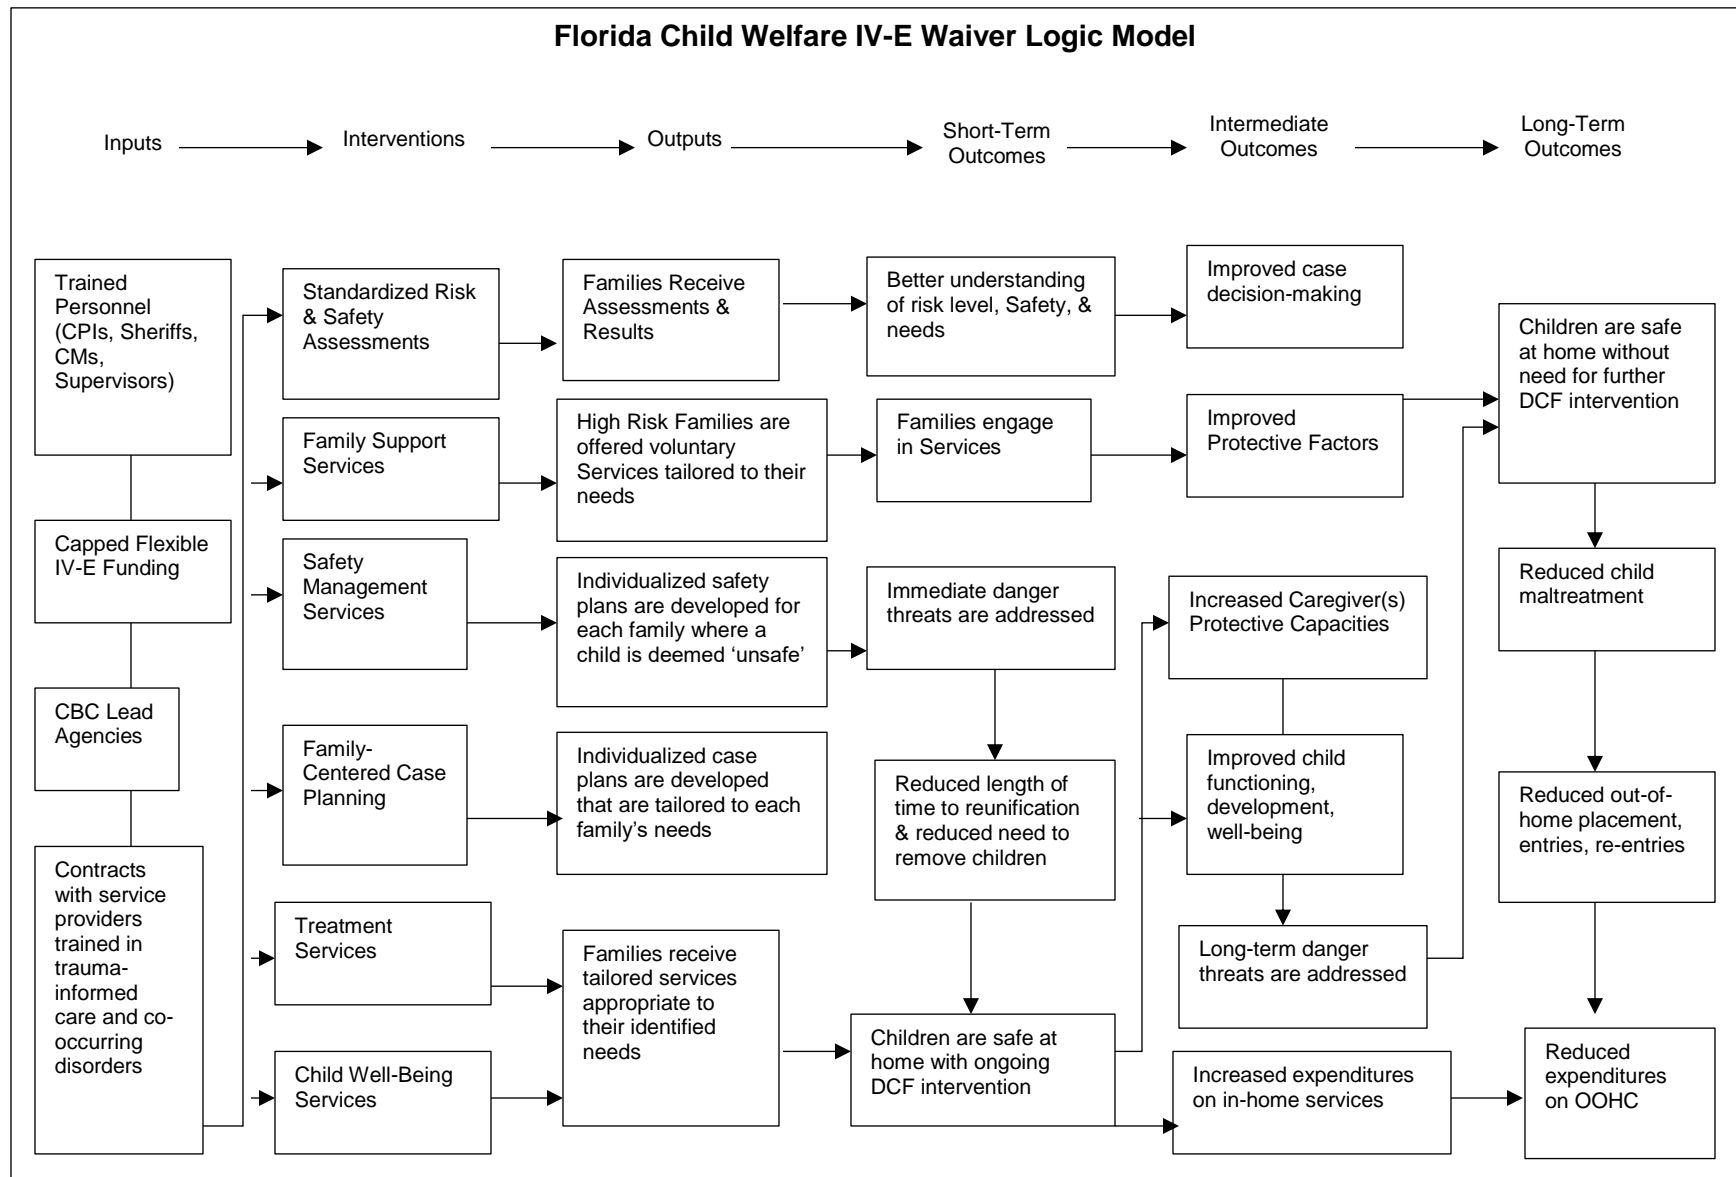 Florida Child Welfare IV-E Waiver Logic Model
Inputs
Interventions
Outputs
Short-Term
Outcomes
Intermediate
Outcomes
Long-Term
Outcomes
Trained
Personnel
(CPIs, Sheriffs,
CMs,
Supervisors)
Capped Flexible
IV-E Funding
CBC Lead
Agencies
Contracts
with service
providers
trained in
trauma-
informed
care and co-
occurring
disorders
Standardized Risk
& Safety
Assessments
Family Support
Services
Safety
Management
Services
Family-
Centered Case
Planning
Treatment
Services
Child Well-Being
Services
Families Receive
Assessments &
Results
High Risk Families are
offered voluntary
Services tailored to their
needs
Individualized safety
plans are developed for
each family where a
child is deemed ‘unsafe’
Individualized case
plans are developed
that are tailored to each
family’s needs
Families receive
tailored services
appropriate to
their identified
needs
Better understanding
of risk level, Safety, &
needs
Families engage
in Services
Immediate danger
threats are addressed
Reduced length of
time to reunification
& reduced need to
remove children
Children are safe at
home with ongoing
DCF intervention
Improved case
decision-making
Improved
Protective Factors
Increased Caregiver(s)
Protective Capacities
Improved child
functioning,
development,
well-being
Long-term danger
threats are addressed
Increased expenditures
on in-home services
Children are safe
at home without
need for further
DCF intervention
Reduced child
maltreatment
Reduced out-of-
home placement,
entries, re-entries
Reduced
expenditures
on OOHC